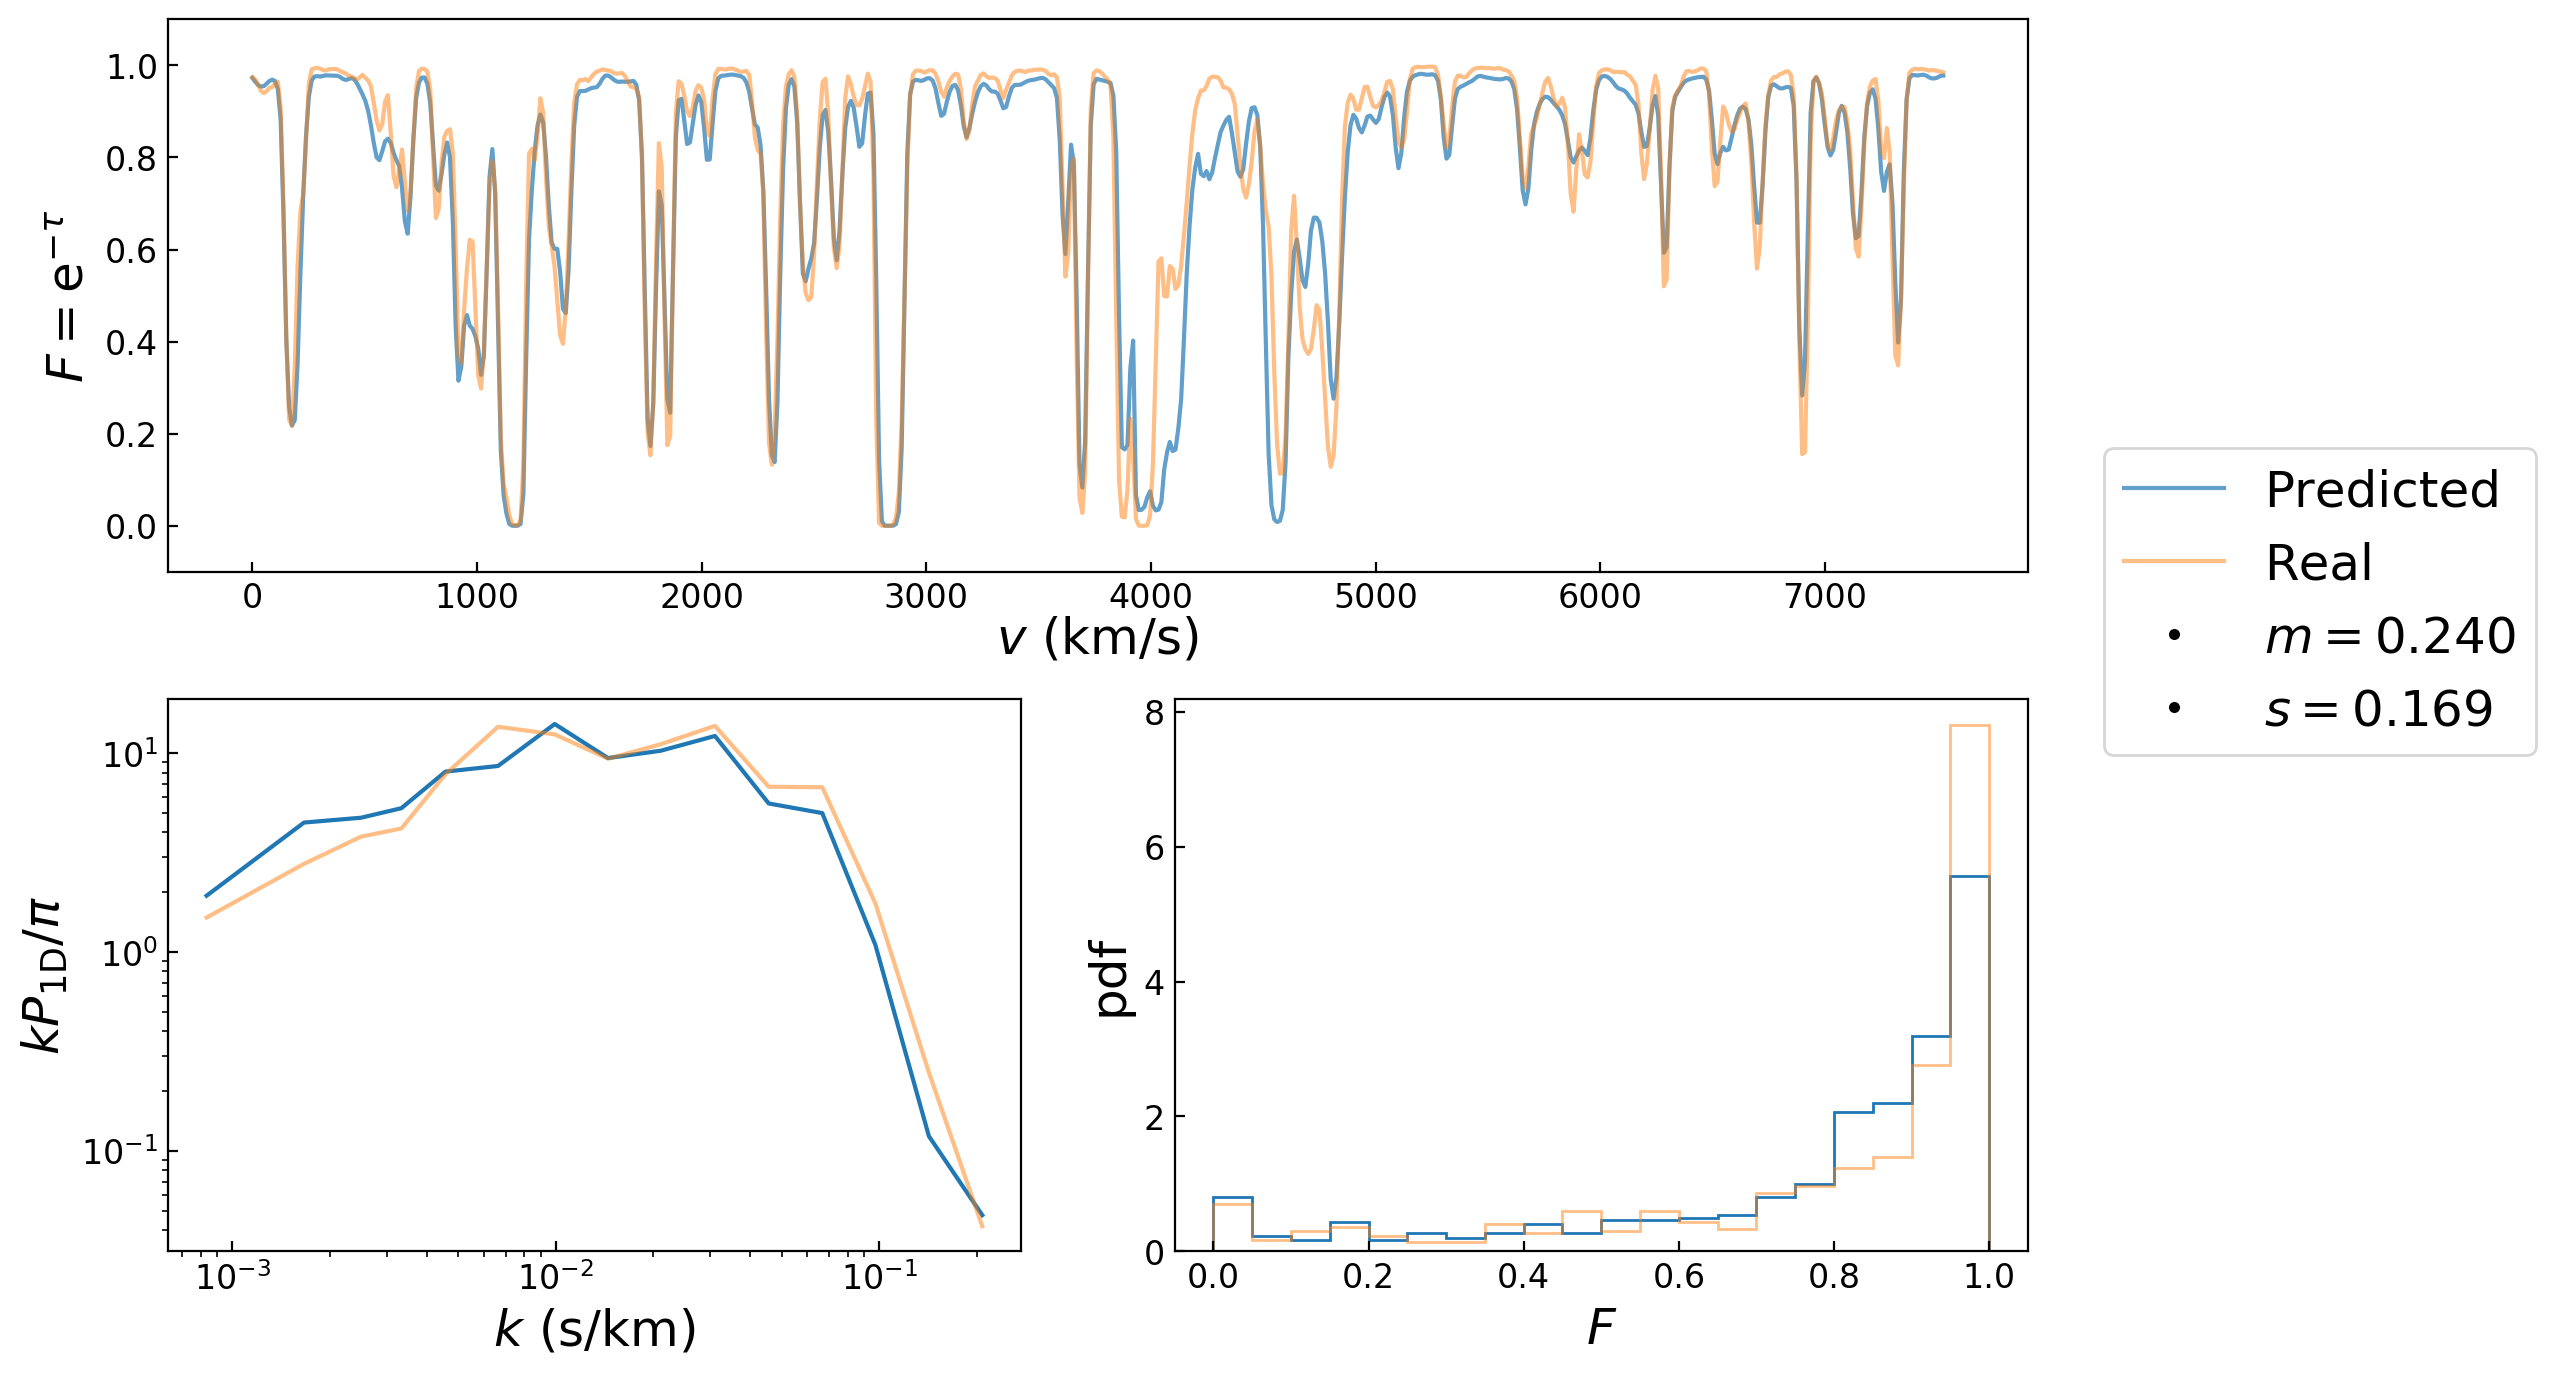 1.0
0.8
0.6
0.4
0.2
0.0
F = e^{-τ}
0 1000 2000 3000 4000 5000 6000 7000
v (km/s)
Predicted
Real
m = 0.240
s = 0.169
10^1
10^0
10^{-1}
kP_{1D}/π
10^{-3} 10^{-2} 10^{-1}
k (s/km)
8
6
4
2
0
pdf
0.0 0.2 0.4 0.6 0.8 1.0
F